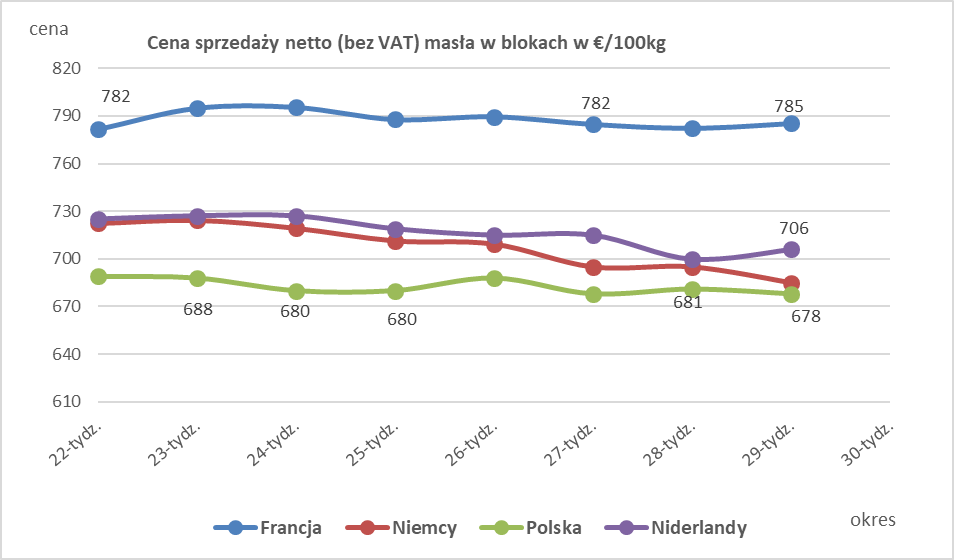 cena
Cena sprzedaży netto (bez VAT) masła w blokach w €/100kg
820
790
760
730
700
670
640
610
782
782
785
706
688
680
680
681
678
22-tydz.
23-tydz.
24-tydz.
25-tydz.
26-tydz.
27-tydz.
28-tydz.
29-tydz.
30-tydz.
Francja Niemcy Polska Niderlandy
okres